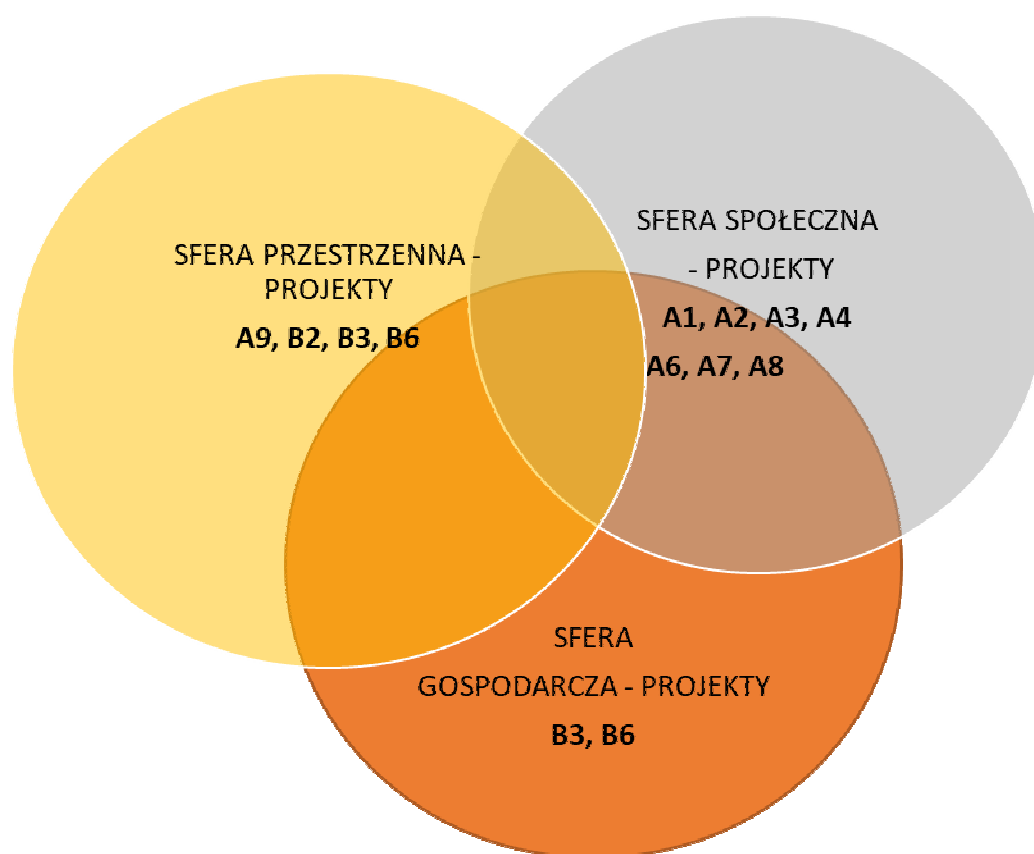 SFERA PRZESTRZENNA -
PROJEKTY
A9, B2, B3, B6
SFERA SPOŁECZNA
- PROJEKTY
A1, A2, A3, A4
A6, A7, A8
SFERA
GOSPODARCZA - PROJEKTY
B3, B6